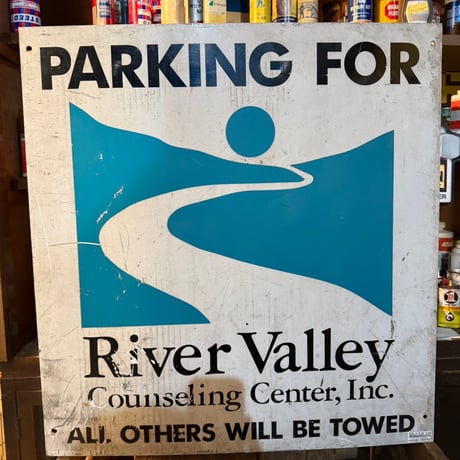 PARKING FOR
River Valley
Counseling Center, Inc.
ALL OTHERS WILL BE TOWED